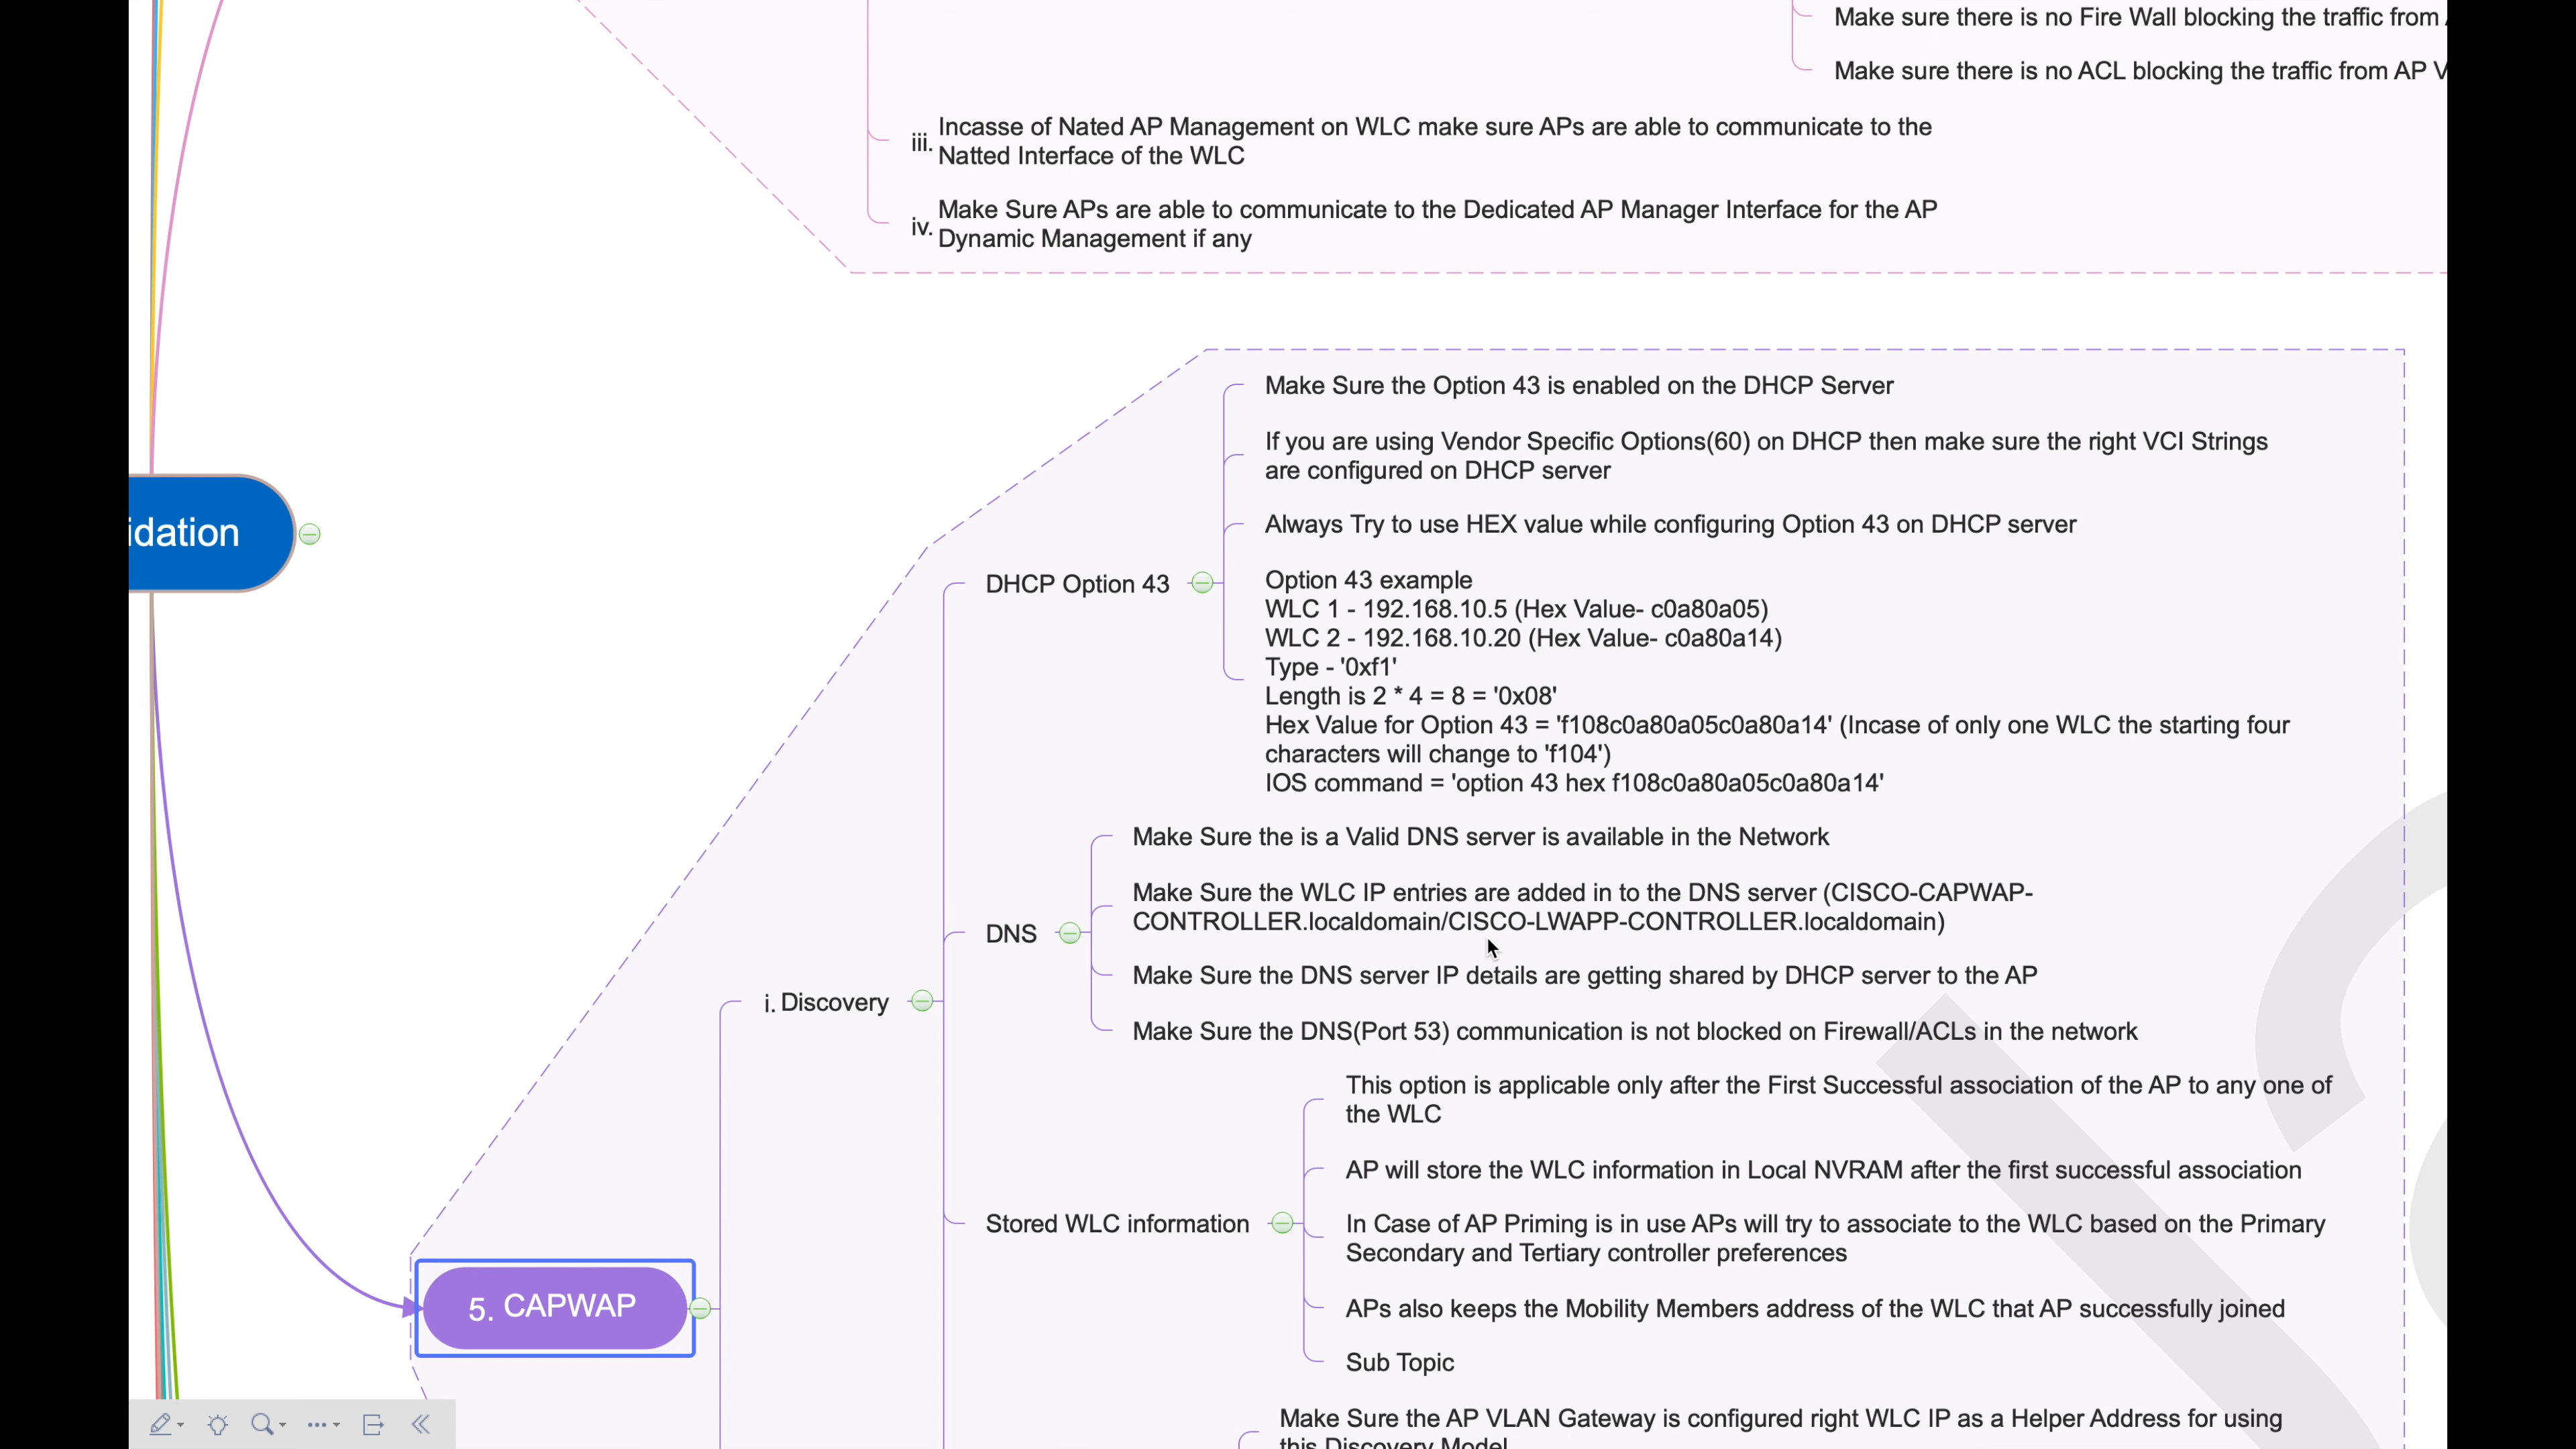 Make sure there is no Fire Wall blocking the traffic from
Make sure there is no ACL blocking the traffic from AP V
iii. Incasse of Nated AP Management on WLC make sure APs are able to communicate to the
Natted Interface of the WLC
iv. Make Sure APs are able to communicate to the Dedicated AP Manager Interface for the AP
Dynamic Management if any
idation
DHCP Option 43
Make Sure the Option 43 is enabled on the DHCP Server
If you are using Vendor Specific Options(60) on DHCP then make sure the right VCI Strings
are configured on DHCP server
Always Try to use HEX value while configuring Option 43 on DHCP server
Option 43 example
WLC 1 - 192.168.10.5 (Hex Value- c0a80a05)
WLC 2 - 192.168.10.20 (Hex Value- c0a80a14)
Type - '0xf1'
Length is 2 * 4 = 8 = '0x08'
Hex Value for Option 43 = 'f108c0a80a05c0a80a14' (Incase of only one WLC the starting four
characters will change to 'f104')
IOS command = 'option 43 hex f108c0a80a05c0a80a14'
DNS
Make Sure the is a Valid DNS server is available in the Network
Make Sure the WLC IP entries are added in to the DNS server (CISCO-CAPWAP-
CONTROLLER.localdomain/CISCO-LWAPP-CONTROLLER.localdomain)
Make Sure the DNS server IP details are getting shared by DHCP server to the AP
Make Sure the DNS(Port 53) communication is not blocked on Firewall/ACLs in the network
i. Discovery
Stored WLC information
This option is applicable only after the First Successful association of the AP to any one of
the WLC
AP will store the WLC information in Local NVRAM after the first successful association
In Case of AP Priming is in use APs will try to associate to the WLC based on the Primary
Secondary and Tertiary controller preferences
APs also keeps the Mobility Members address of the WLC that AP successfully joined
Sub Topic
5. CAPWAP
Make Sure the AP VLAN Gateway is configured right WLC IP as a Helper Address for using
this Discovery Model